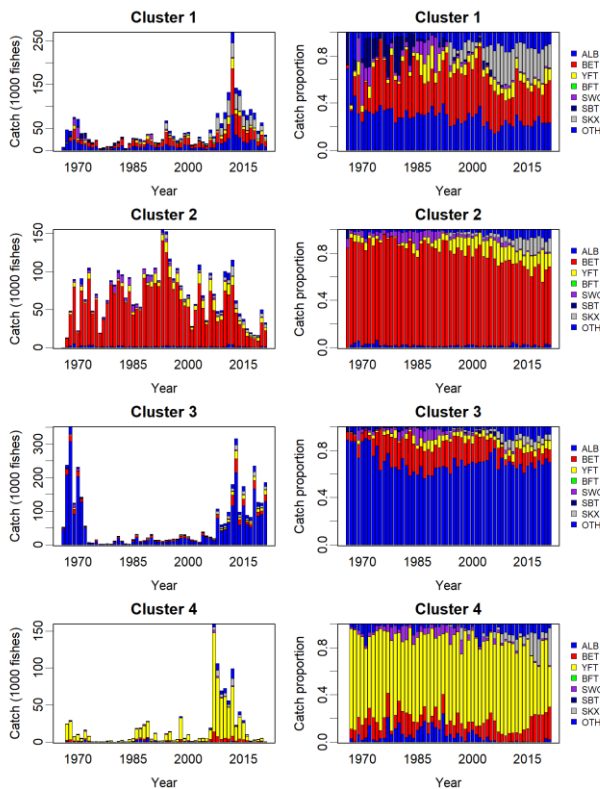 Cluster 1
Catch (1000 fishes)
250
150
50
0
1970 1985 2000 2015
Year
Cluster 1
Catch proportion
0.8
0.4
0.0
1970 1985 2000 2015
Year
ALB
BET
YFT
BFT
SWO
SBT
SKX
OTH
Cluster 2
Catch (1000 fishes)
150
100
50
0
1970 1985 2000 2015
Year
Cluster 2
Catch proportion
0.8
0.4
0.0
1970 1985 2000 2015
Year
ALB
BET
YFT
BFT
SWO
SBT
SKX
OTH
Cluster 3
Catch (1000 fishes)
300
200
100
0
1970 1985 2000 2015
Year
Cluster 3
Catch proportion
0.8
0.4
0.0
1970 1985 2000 2015
Year
ALB
BET
YFT
BFT
SWO
SBT
SKX
OTH
Cluster 4
Catch (1000 fishes)
150
100
50
0
1970 1985 2000 2015
Year
Cluster 4
Catch proportion
0.8
0.4
0.0
1970 1985 2000 2015
Year
ALB
BET
YFT
BFT
SWO
SBT
SKX
OTH